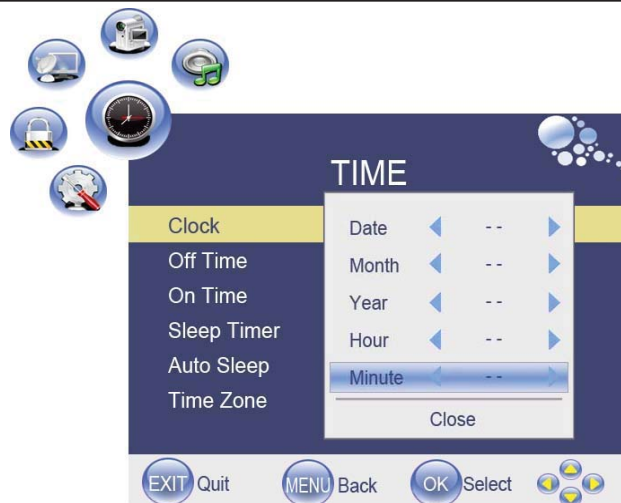 TIME
Clock
Off Time
On Time
Sleep Timer
Auto Sleep
Time Zone
Date - -
Month - -
Year - -
Hour - -
Minute - -
Close
EXIT Quit MENU Back OK Select